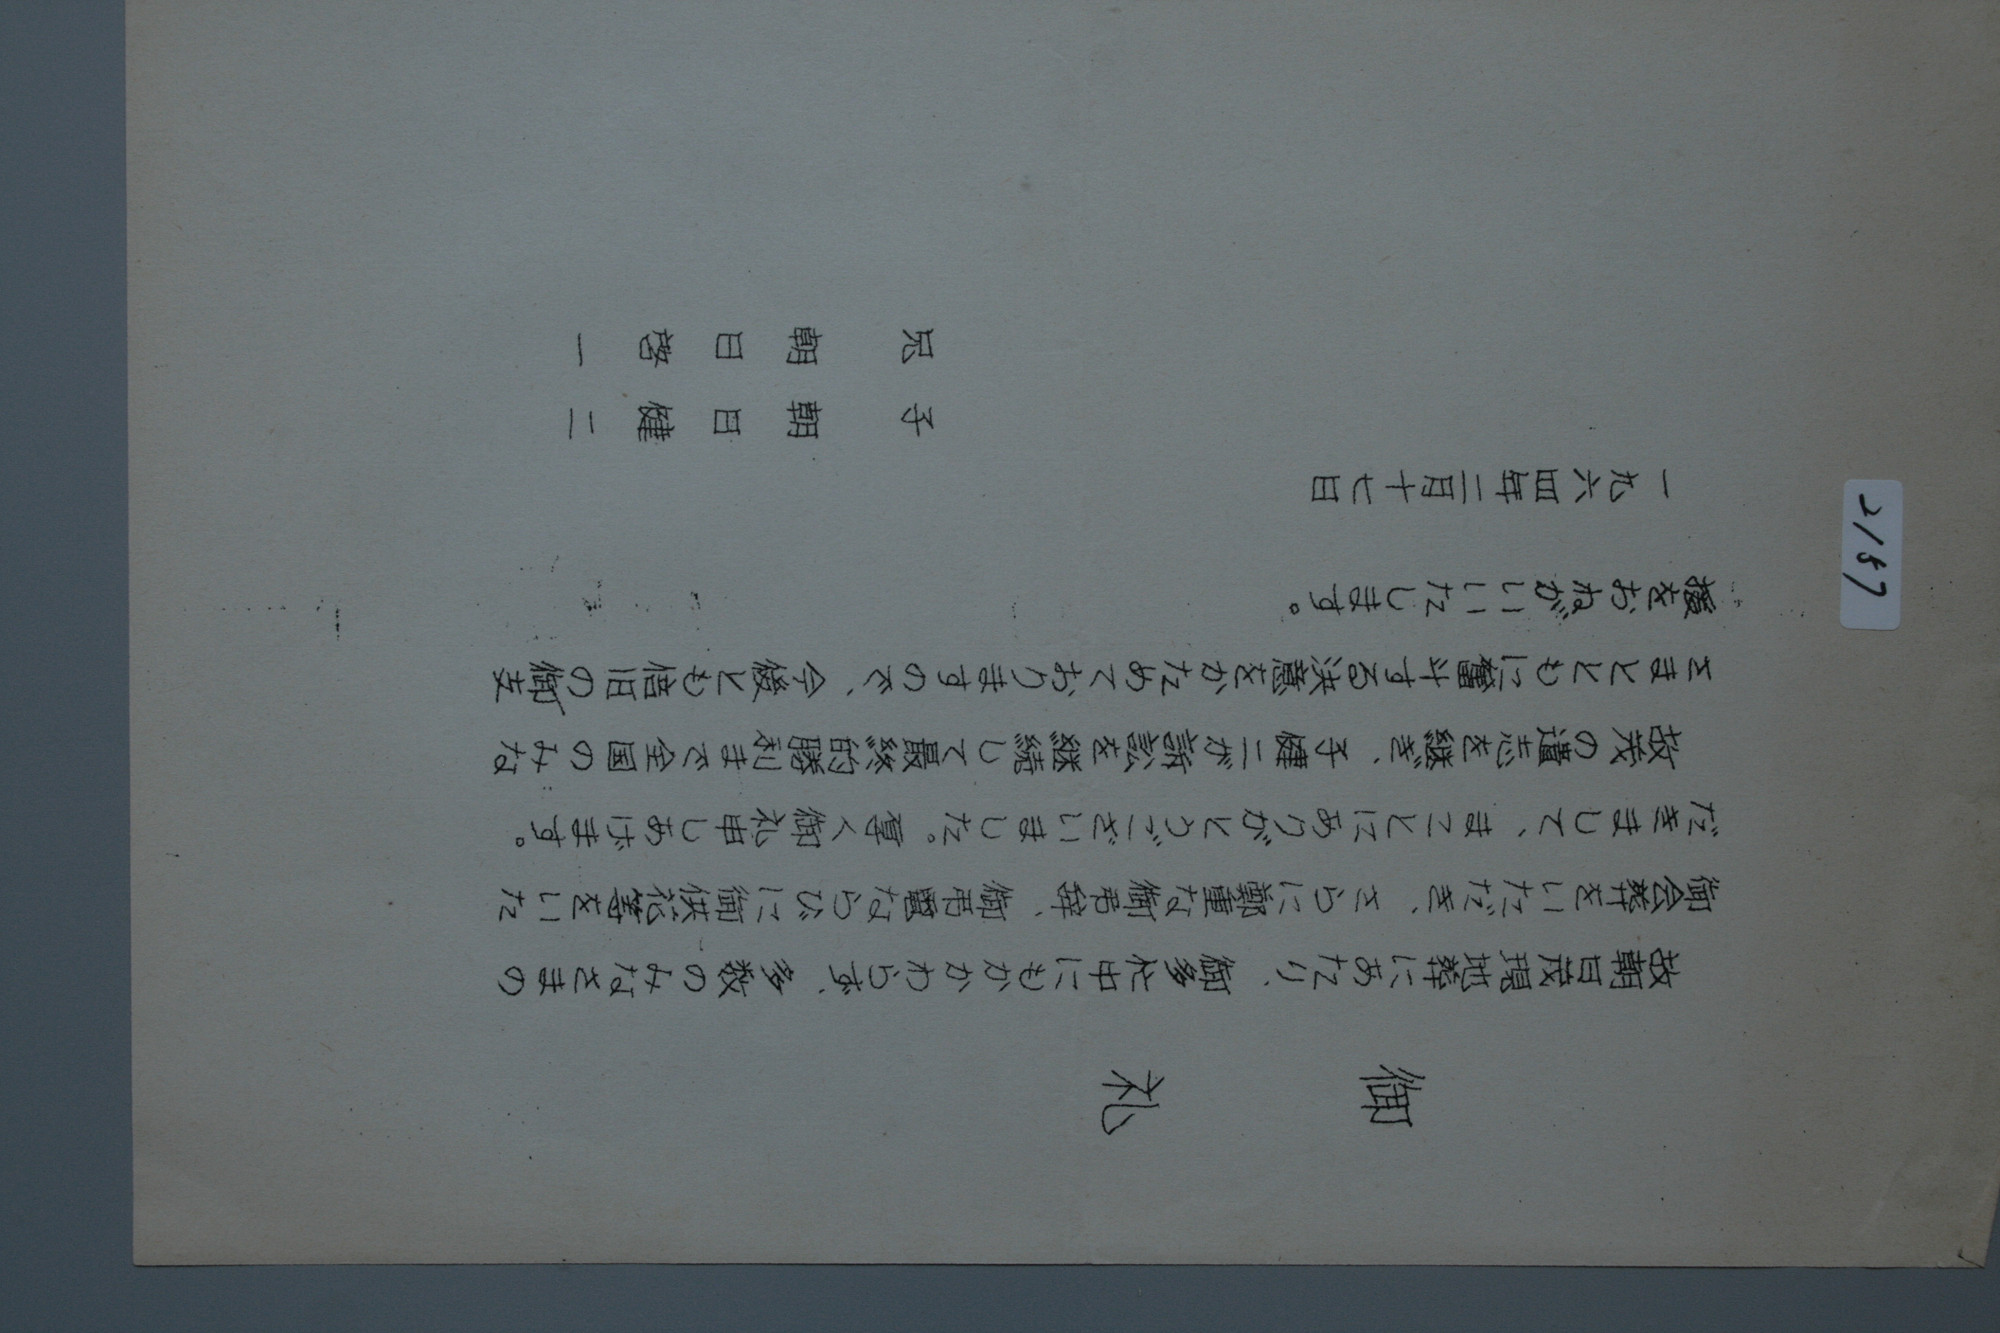 御礼
故朝日茂現地葬にあたり、御多忙中にもかかわらず、多数のみなさまの
御会葬をいただき、さらに鄭重な御弔辞、御弔電ならびに御供花等をいた
だきまして、まことにありがとうございました。厚く御礼申しあげます。
故茂の遺志を継ぎ、子健二が訴訟を継続して最終的勝利まで全国のみな
さまとともに奮斗する決意をかためておりますので、今後とも倍旧の御支
援をおねがいいたします。
一九六四年二月十七日
子 朝日健二
兄 朝日啓一
2157